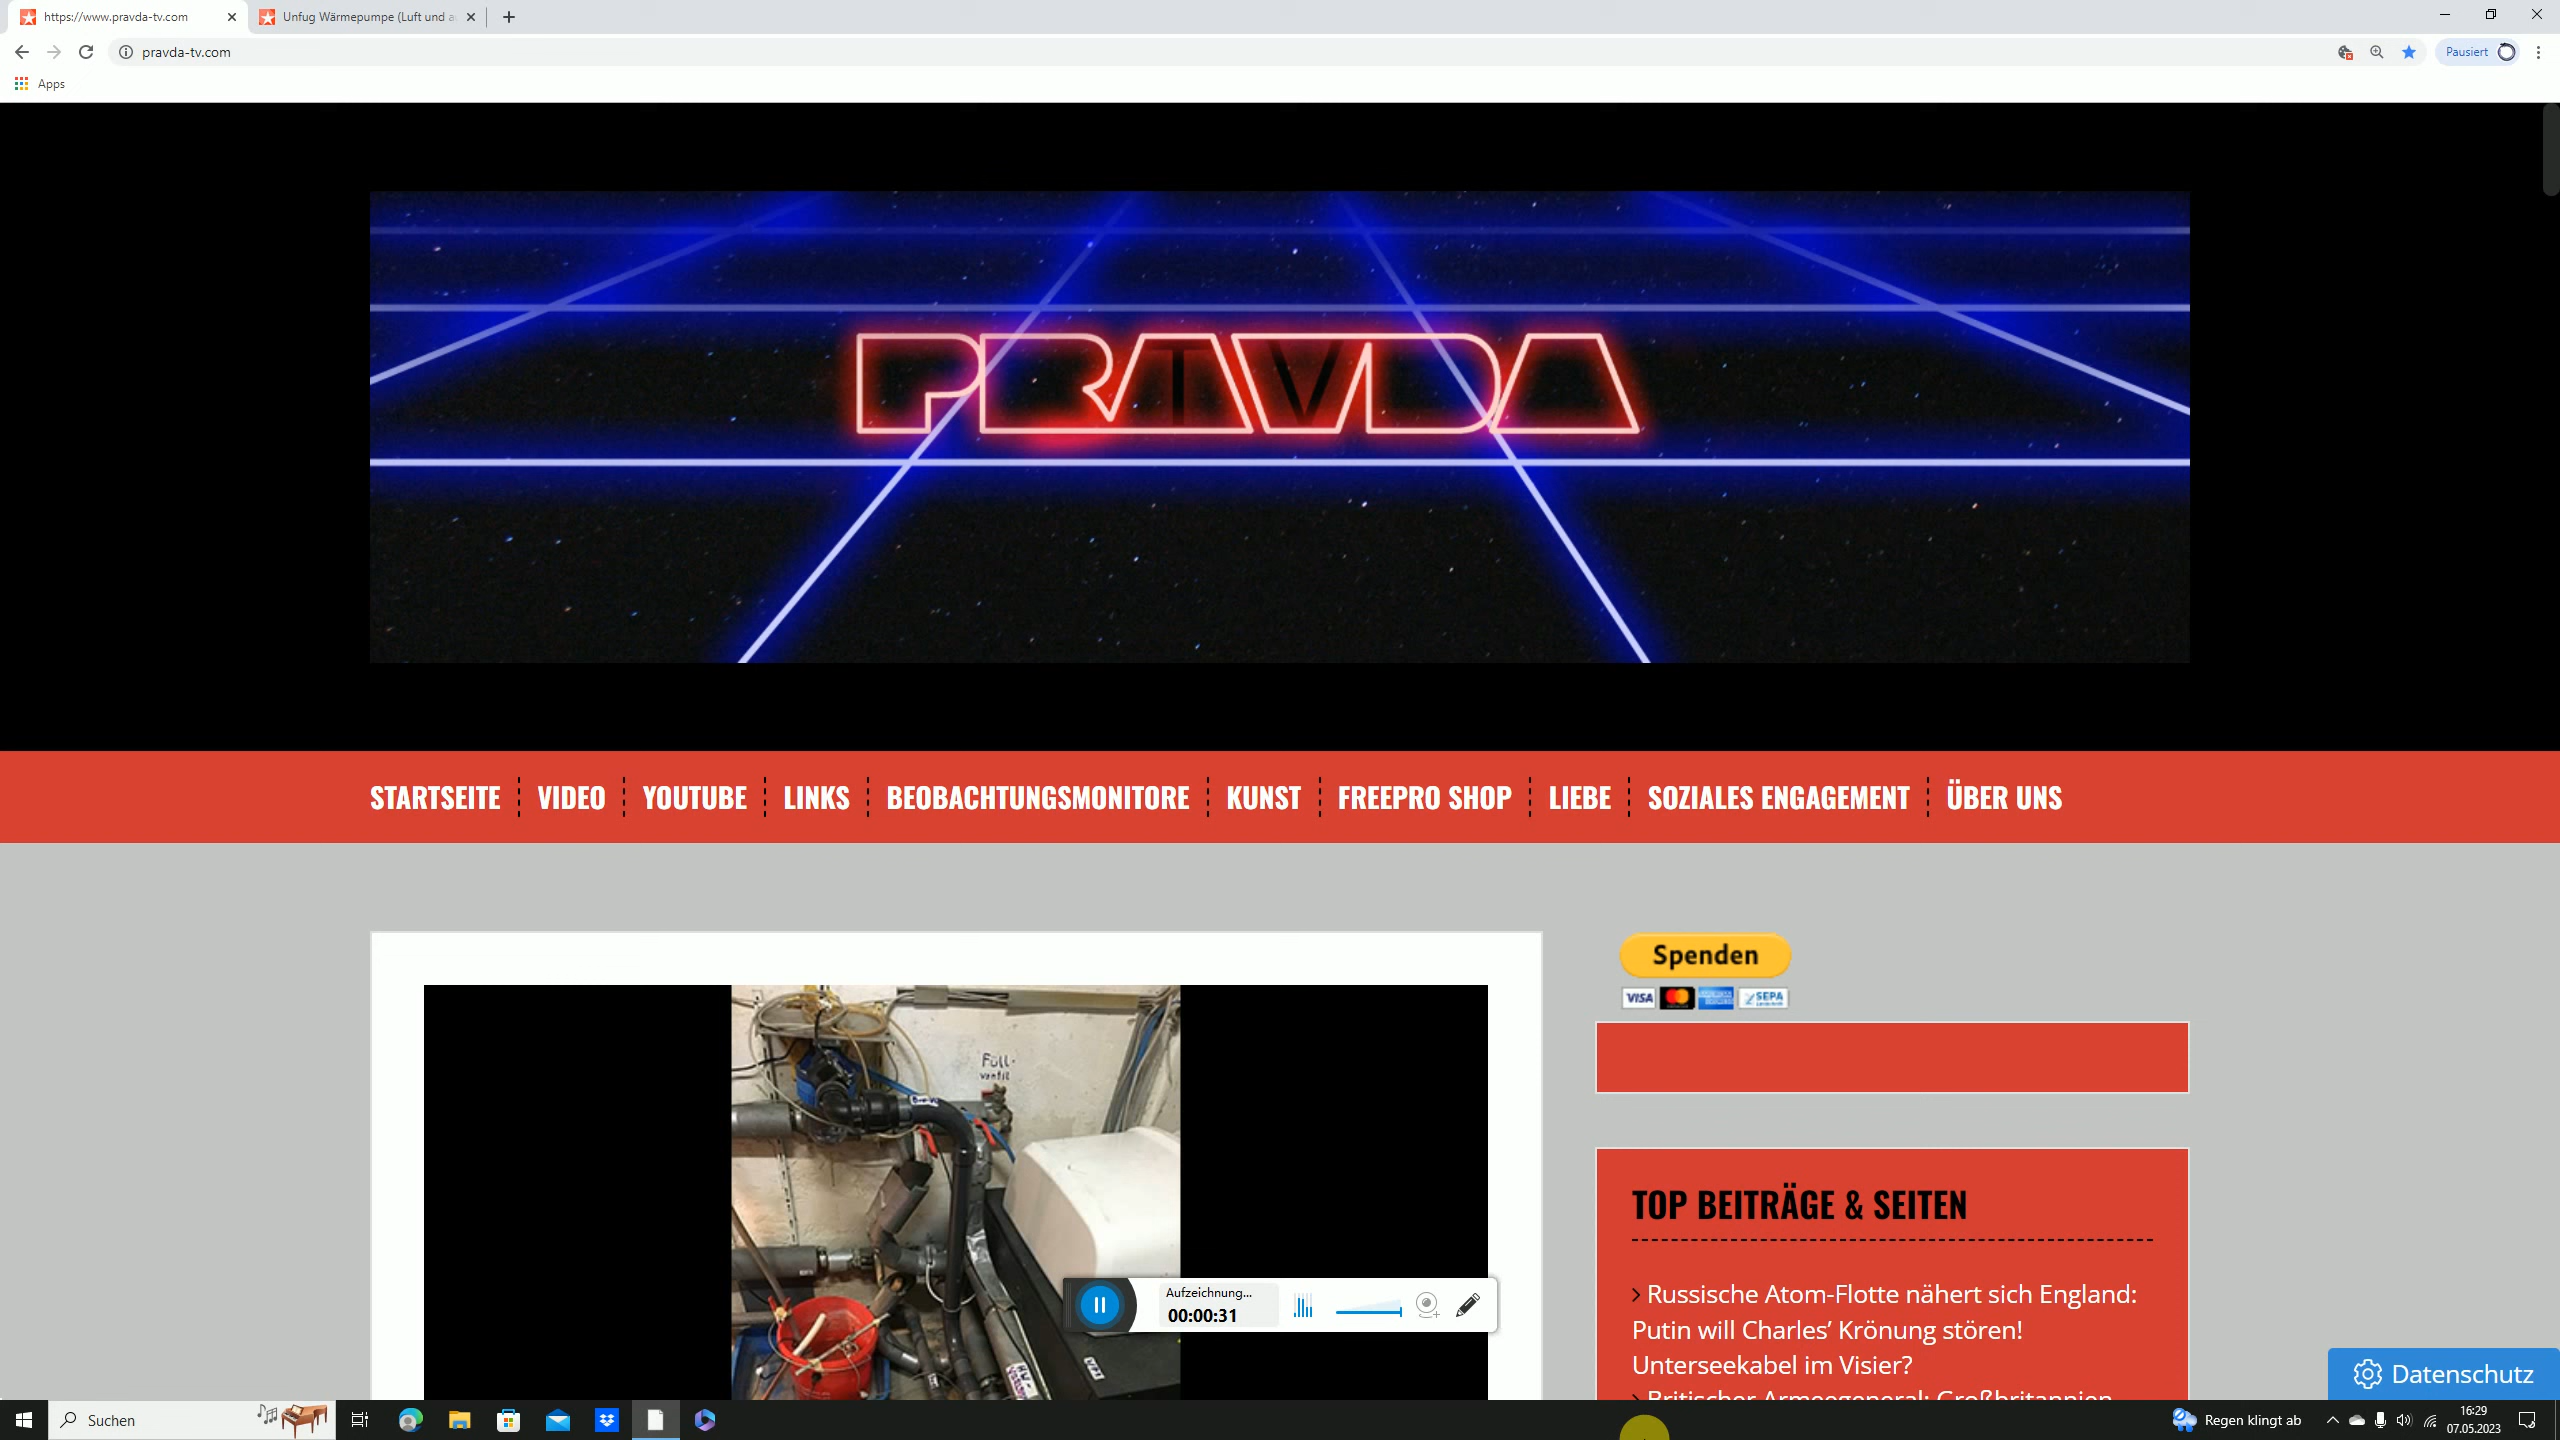 https://www.pravda-tv.com
Unfug Wärmepumpe (Luft und au
pravda-tv.com
Pausiert
Apps
PRAVDA
TV
STARTSEITE
VIDEO
YOUTUBE
LINKS
BEOBACHTUNGSMONITORE
KUNST
FREEPRO SHOP
LIEBE
SOZIALES ENGAGEMENT
ÜBER UNS
Füll-
ventil
Spenden
VISA
SEPA
TOP BEITRÄGE & SEITEN
Russische Atom-Flotte nähert sich England:
Putin will Charles’ Krönung stören!
Unterseekabel im Visier?
Britischer Armeegeneral: Großbritannien
Aufzeichnung...
00:00:31
Datenschutz
Suchen
Regen klingt ab
16:29
07.05.2023